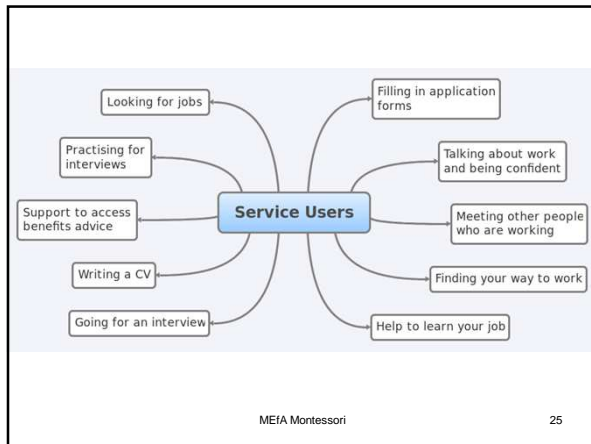 Looking for jobs
Practising for
interviews
Support to access
benefits advice
Writing a CV
Going for an interview
Service Users
Filling in application
forms
Talking about work
and being confident
Meeting other people
who are working
Finding your way to work
Help to learn your job
MEfA Montessori
25